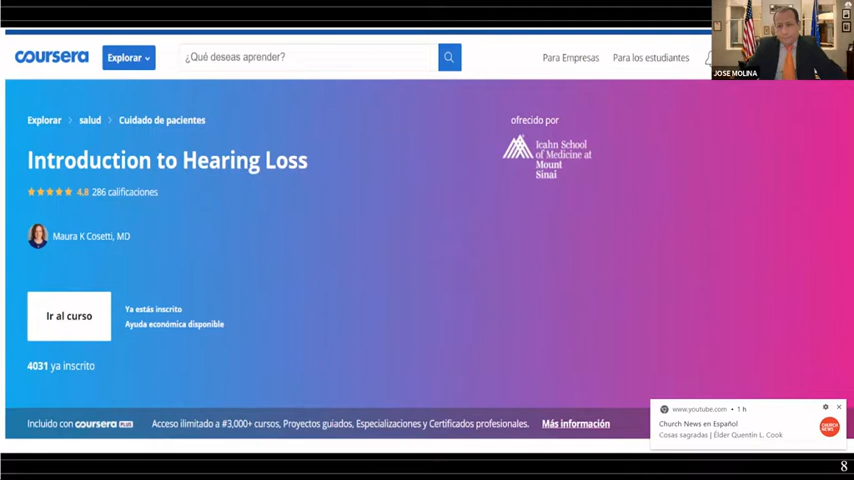 coursera
Explorar
¿Qué deseas aprender?
Para Empresas
Para los estudiantes
JOSE MOLINA
Explorar > salud > Cuidado de pacientes
ofrecido por
Introduction to Hearing Loss
Icahn School
of Medicine at
Mount
Sinai
4.8 286 calificaciones
Maura K Cosetti, MD
Ir al curso
Ya estás inscrito
Ayuda económica disponible
4031 ya inscrito
www.youtube.com • 1 h
Church News en Español
Cosas sagradas | Élder Quentin L. Cook
CHURCH
NEWS
Incluido con coursera PLUS
Acceso ilimitado a #3,000+ cursos, Proyectos guiados, Especializaciones y Certificados profesionales.
Más información
8